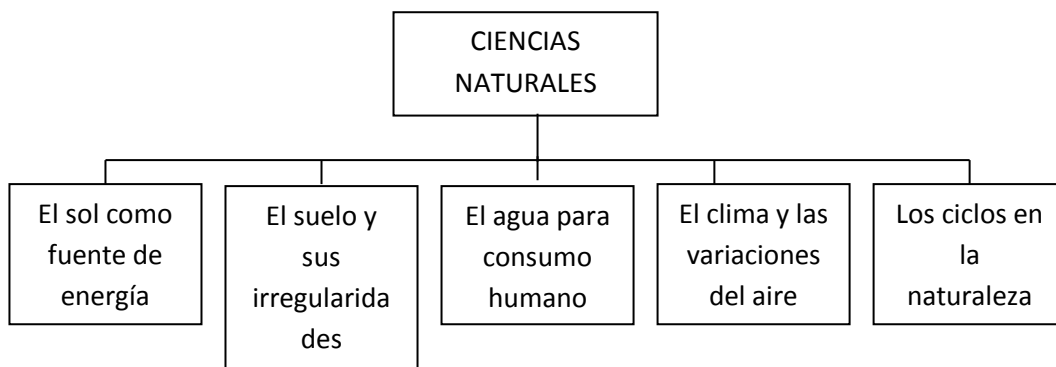 CIENCIAS
NATURALES
El sol como
fuente de
energía
El suelo y
sus
irregularida
des
El agua para
consumo
humano
El clima y las
variaciones
del aire
Los ciclos en
la
naturaleza